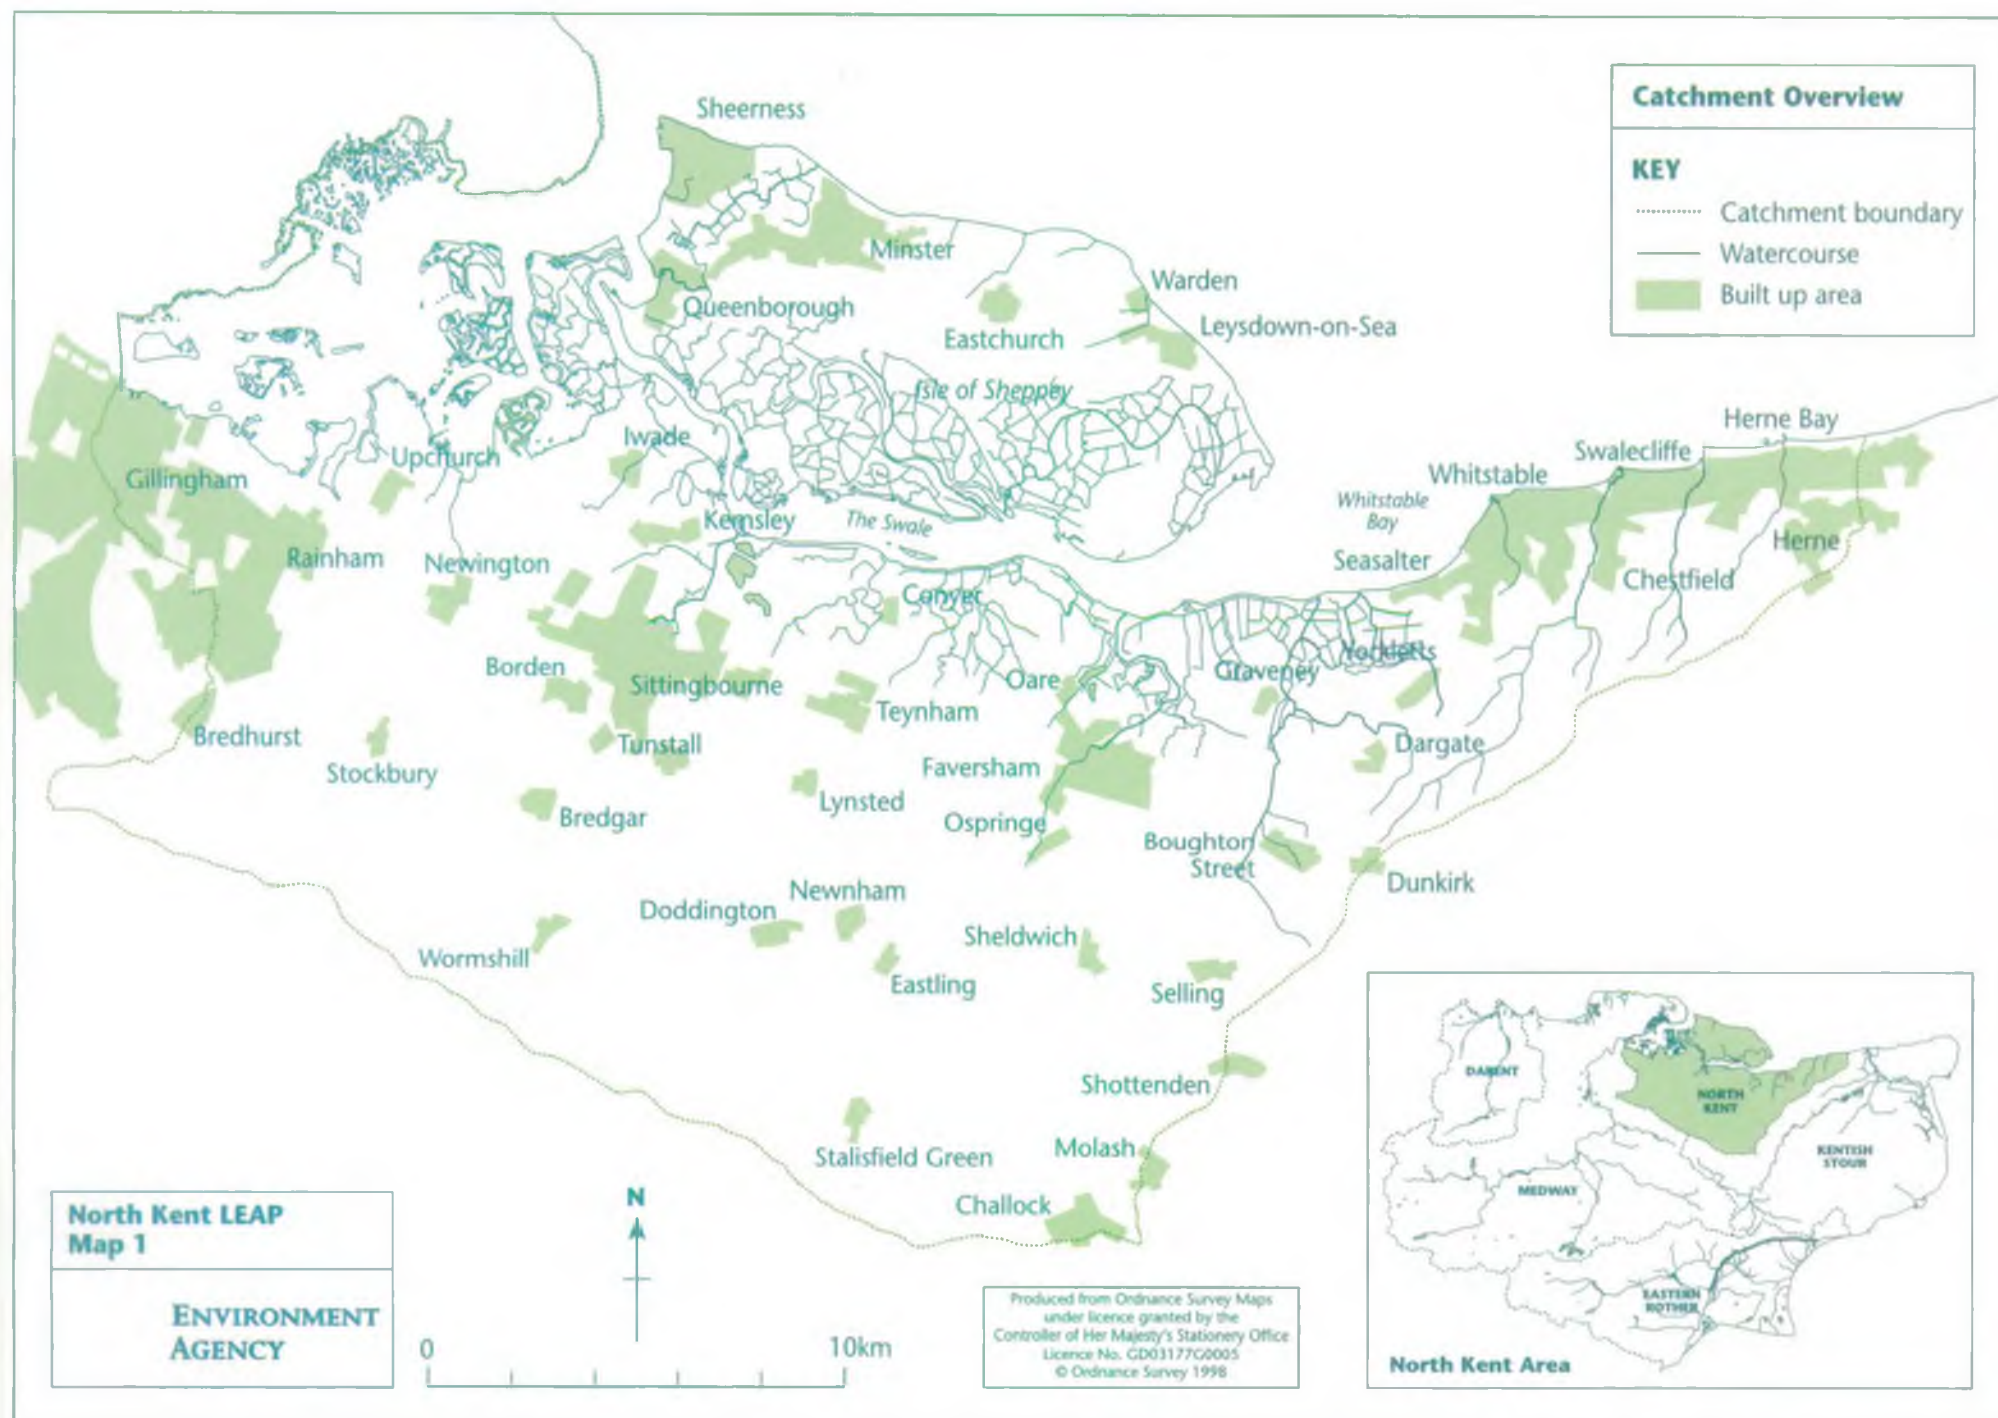 Sheerness
Catchment Overview
KEY
Catchment boundary
Watercourse
Built up area
Minster
Warden
Queenborough
Leysdown-on-Sea
Eastchurch
Isle of Sheppey
Herne Bay
Iwade
Swalecliffe
Upchurch
Whitstable
Gillingham
Whitstable
Bay
Kemsley
The Swale
Herne
Rainham
Newington
Seasalter
Chestfield
Conyer
Yorkletts
Borden
Graveney
Sittingbourne
Oare
Teynham
Bredhurst
Tunstall
Dargate
Stockbury
Faversham
Lynsted
Bredgar
Ospringe
Boughton
Street
Dunkirk
Newnham
Doddington
Sheldwich
Wormshill
Eastling
Selling
Shottenden
Stalisfield Green
Molash
Challock
North Kent LEAP
Map 1
ENVIRONMENT
AGENCY
N
0
10km
Produced from Ordnance Survey Maps
under licence granted by the
Controller of Her Majesty's Stationery Office
Licence No. GD03177G0005
© Ordnance Survey 1998
DARENT
NORTH
KENT
KENTISH
STOUR
MEDWAY
EASTERN
ROTHER
North Kent Area